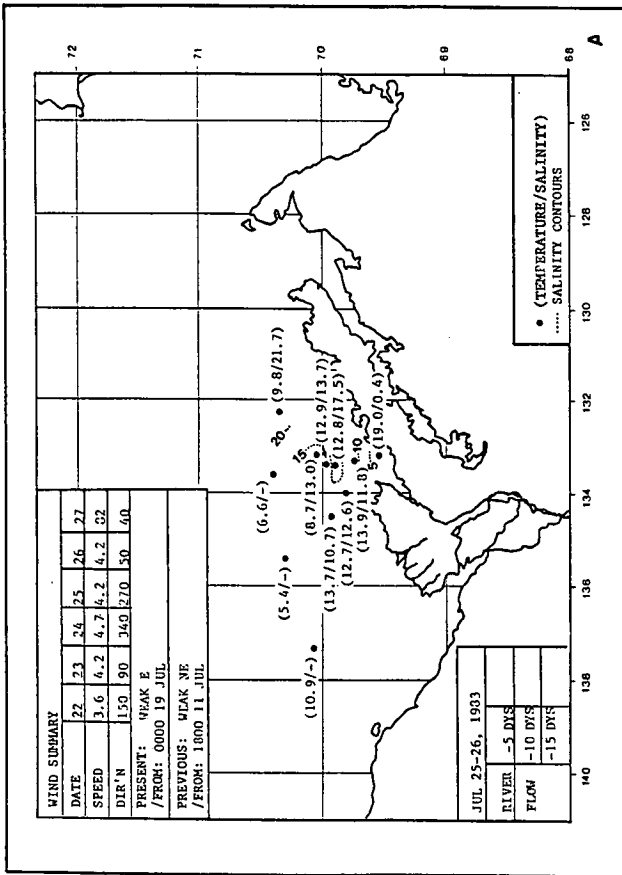 WIND SUMMARY
DATE 22 23 24 25 26 27
SPEED 3.6 4.2 4.7 4.2 4.2 02
DIR'N 150 90 340 270 50 40
PRESENT: WEAK E
/FROM: 0000 19 JUL
PREVIOUS: WEAK NE
/FROM: 1800 11 JUL
72
71
70
69
68
(10.9/-)
(5.4/-)
(6.6/-)
20
(9.8/21.7)
15
(8.7/13.0)
(12.9/13.7)
(13.7/10.7)
(12.8/17.5)
(12.7/12.6)
10
(13.9/11.8)
5
(19.0/0.4)
JUL 25-26, 1983
RIVER FLOW
-5 DYS
-10 DYS
-15 DYS
(TEMPERATURE/SALINITY)
SALINITY CONTOURS
140 138 136 134 132 130 128 126
A